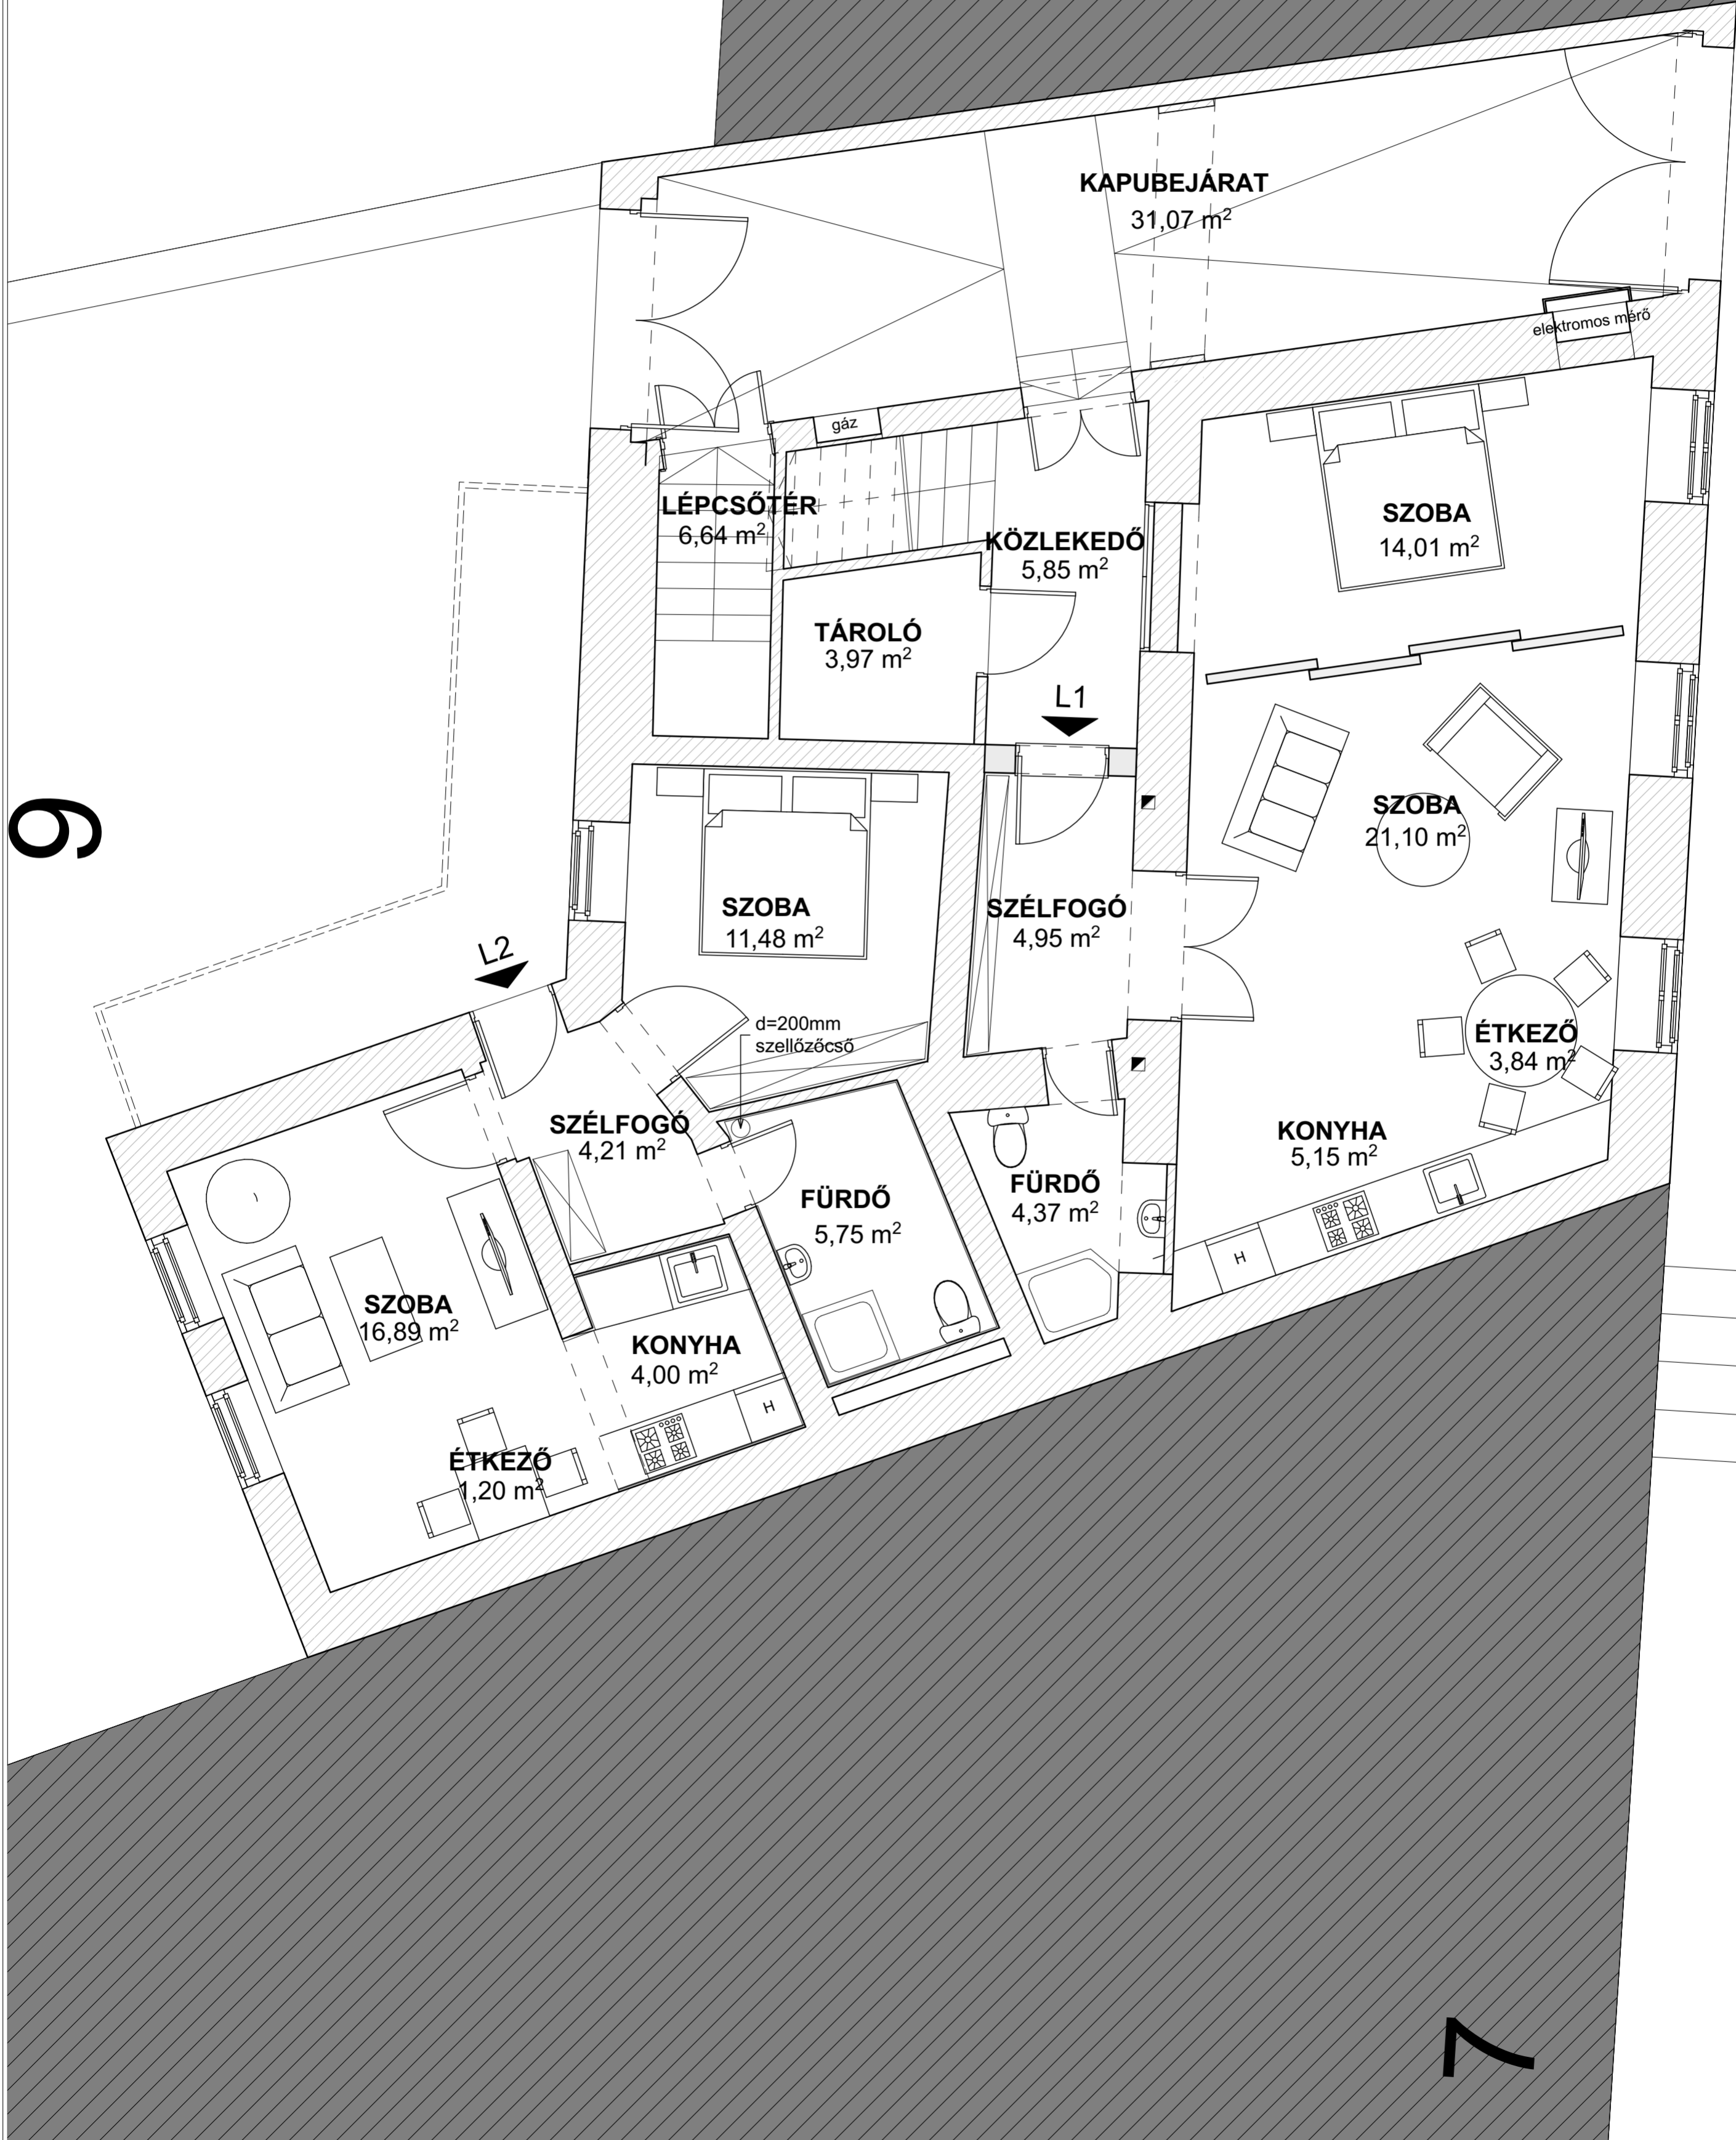 KAPUBEJÁRAT
31,07 m²
elektromos mérő
gáz
LÉPCSŐTÉR
6,64 m²
KÖZLEKEDŐ
5,85 m²
SZOBA
14,01 m²
TÁROLÓ
3,97 m²
L1
SZOBA
21,10 m²
9
SZOBA
11,48 m²
SZÉLFOGÓ
4,95 m²
L2
d=200mm
szellőzőcső
ÉTKEZŐ
3,84 m²
SZÉLFOGÓ
4,21 m²
KONYHA
5,15 m²
FÜRDŐ
5,75 m²
FÜRDŐ
4,37 m²
H
SZOBA
16,89 m²
KONYHA
4,00 m²
H
ÉTKEZŐ
1,20 m²
7